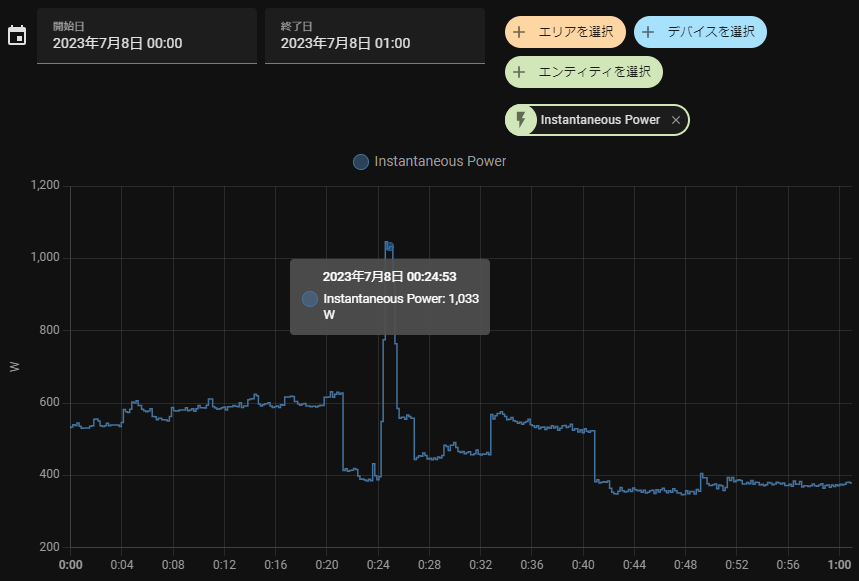 開始日
2023年7月8日 00:00
終了日
2023年7月8日 01:00
エリアを選択
デバイスを選択
エンティティを選択
Instantaneous Power
Instantaneous Power
1,200
1,000
800
600
400
200
W
2023年7月8日 00:24:53
Instantaneous Power: 1,033
W
0:00 0:04 0:08 0:12 0:16 0:20 0:24 0:28 0:32 0:36 0:40 0:44 0:48 0:52 0:56 1:00